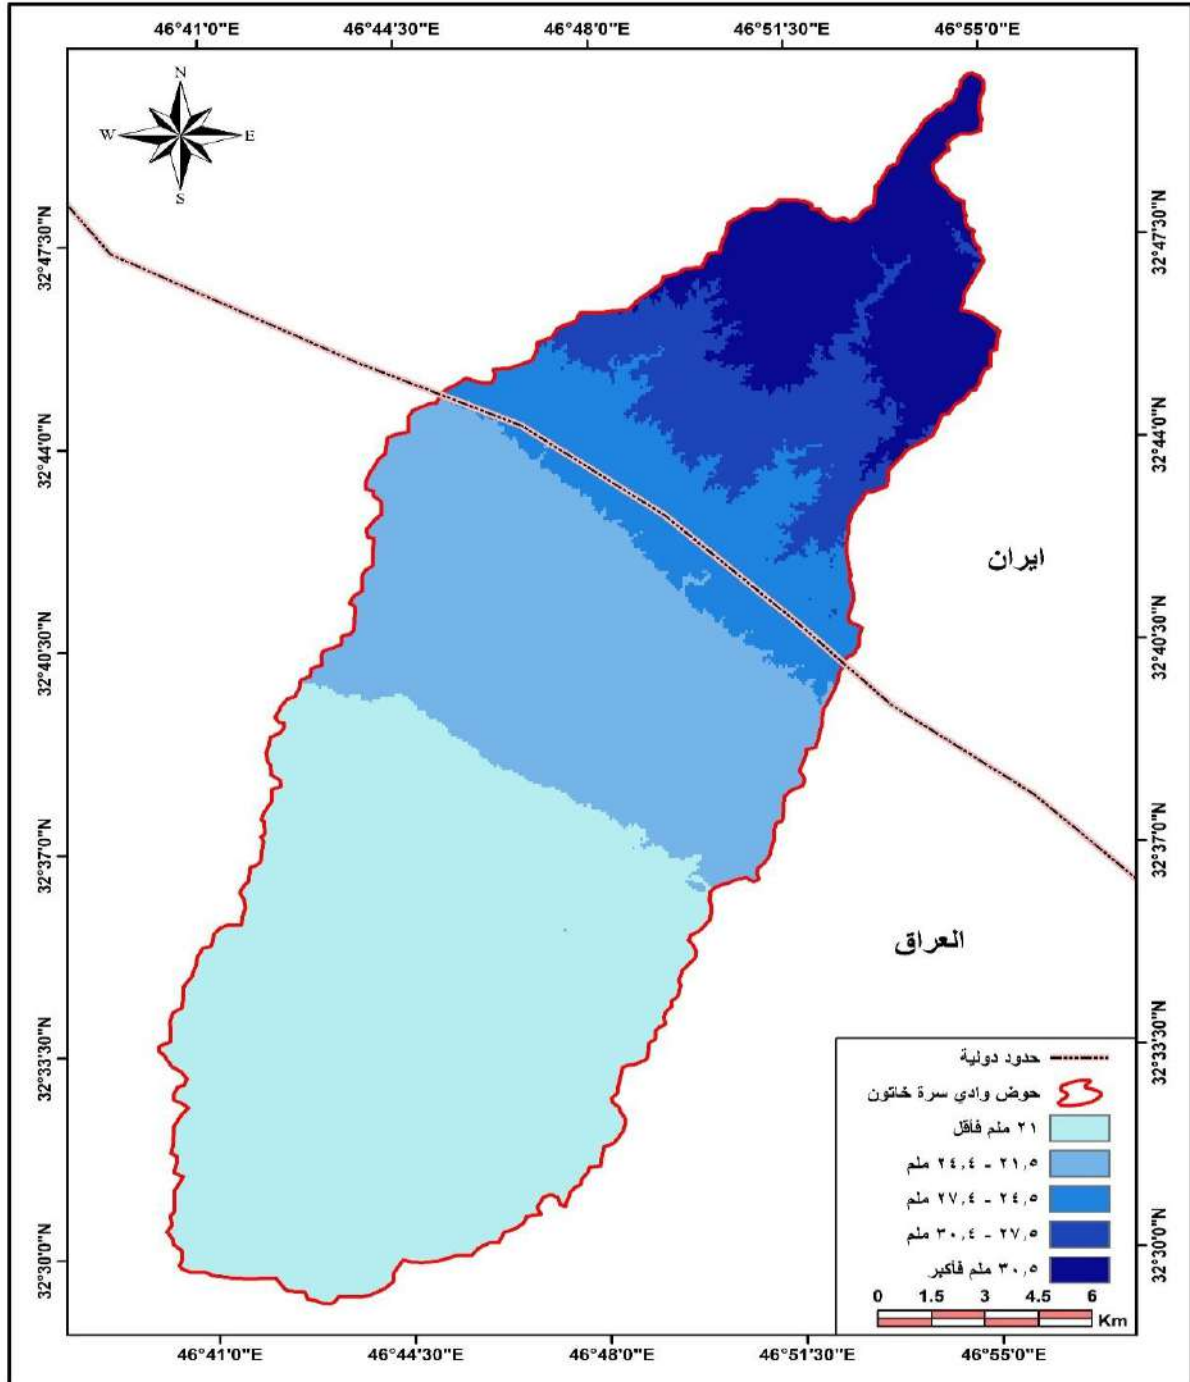 46°41'0"E 46°44'30"E 46°48'0"E 46°51'30"E 46°55'0"E
N
W E
S
32°47'30"N 32°47'30"N
32°44'0"N 32°44'0"N
ايران
32°40'30"N 32°40'30"N
32°37'0"N 32°37'0"N
العراق
32°33'30"N 32°33'30"N
حدود دولية
حوض وادي سرة خاتون
٢١ ملم فأقل
٢١,٥ - ٢٤,٤ ملم
٢٤,٥ - ٢٧,٤ ملم
٢٧,٥ - ٣٠,٤ ملم
٣٠,٥ ملم فأكبر
32°30'0"N 32°30'0"N
0 1.5 3 4.5 6
Km
46°41'0"E 46°44'30"E 46°48'0"E 46°51'30"E 46°55'0"E